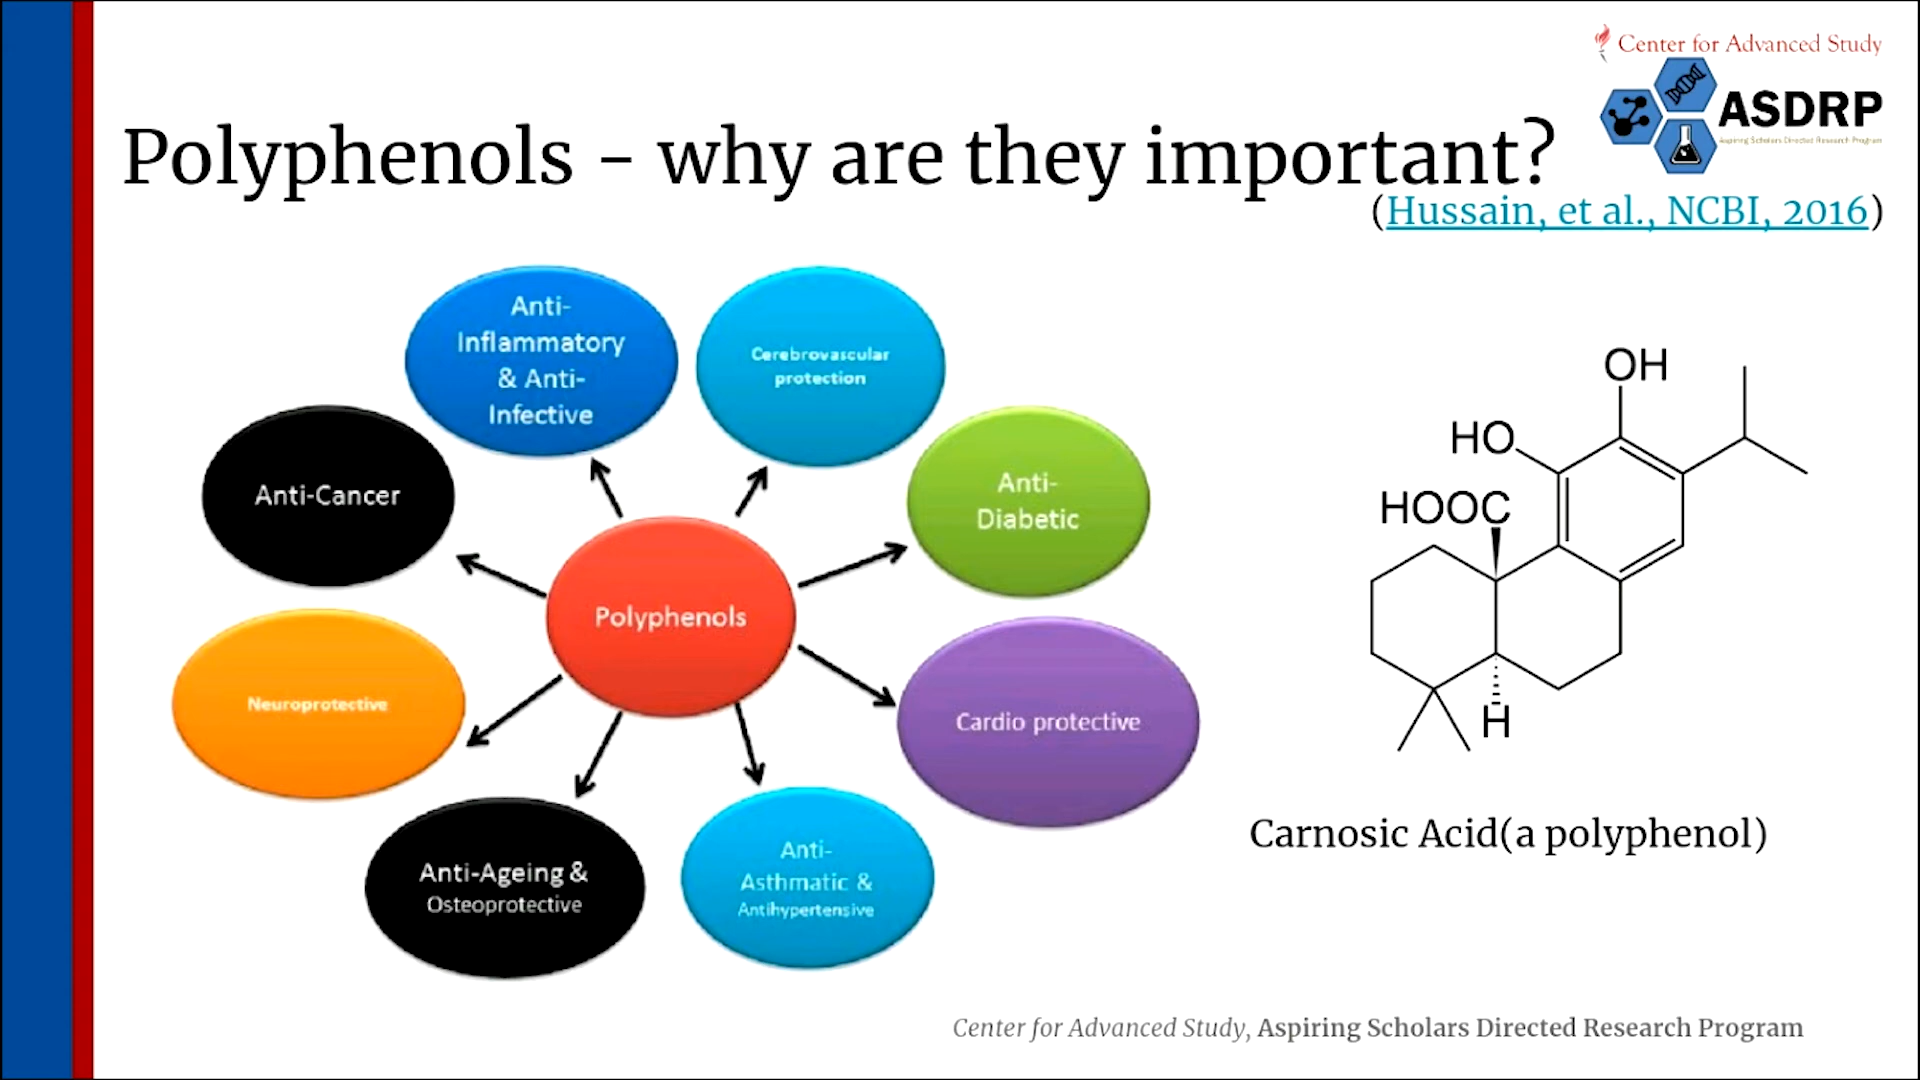 Center for Advanced Study
ASDRP
Aspiring Scholars Directed Research Program
Polyphenols - why are they important?
(Hussain, et al., NCBI, 2016)
Anti-
Inflammatory
& Anti-
Infective
Cerebrovascular
protection
Anti-Cancer
Anti-
Diabetic
Polyphenols
Neuroprotective
Cardio protective
Anti-Ageing &
Osteoprotective
Anti-
Asthmatic &
Antihypertensive
OH
HO
HOOC
H
Carnosic Acid(a polyphenol)
Center for Advanced Study, Aspiring Scholars Directed Research Program